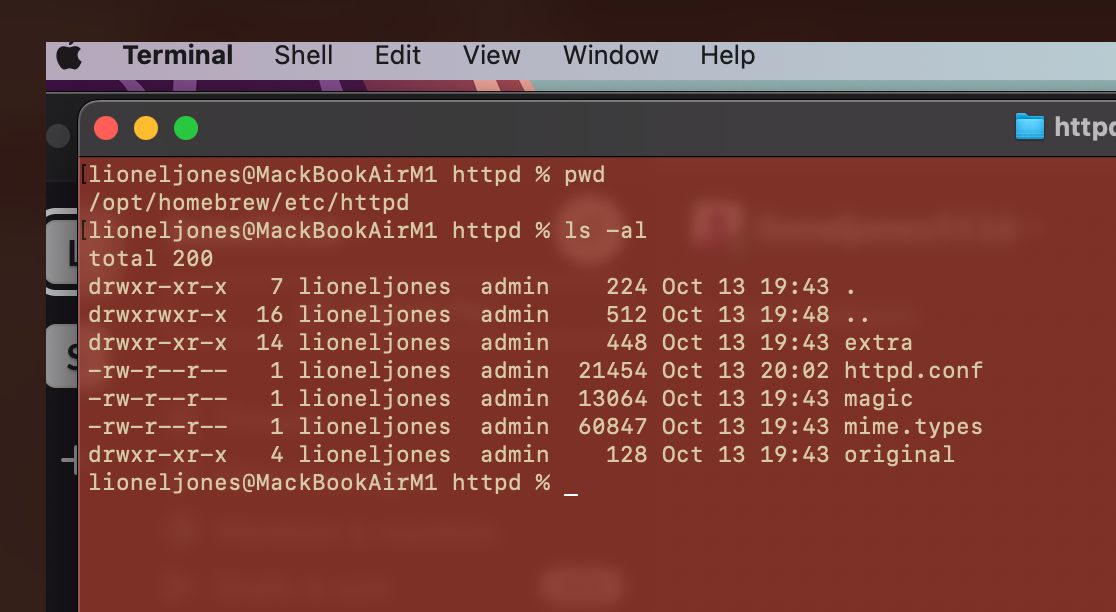 Terminal Shell Edit View Window Help
httpd
[lioneljones@MackBookAirM1 httpd % pwd
/opt/homebrew/etc/httpd
[lioneljones@MackBookAirM1 httpd % ls -al
total 200
drwxr-xr-x   7 lioneljones  admin    224 Oct 13 19:43 .
drwxrwxr-x  16 lioneljones  admin    512 Oct 13 19:48 ..
drwxr-xr-x  14 lioneljones  admin    448 Oct 13 19:43 extra
-rw-r--r--   1 lioneljones  admin  21454 Oct 13 20:02 httpd.conf
-rw-r--r--   1 lioneljones  admin  13064 Oct 13 19:43 magic
-rw-r--r--   1 lioneljones  admin  60847 Oct 13 19:43 mime.types
drwxr-xr-x   4 lioneljones  admin    128 Oct 13 19:43 original
lioneljones@MackBookAirM1 httpd % _